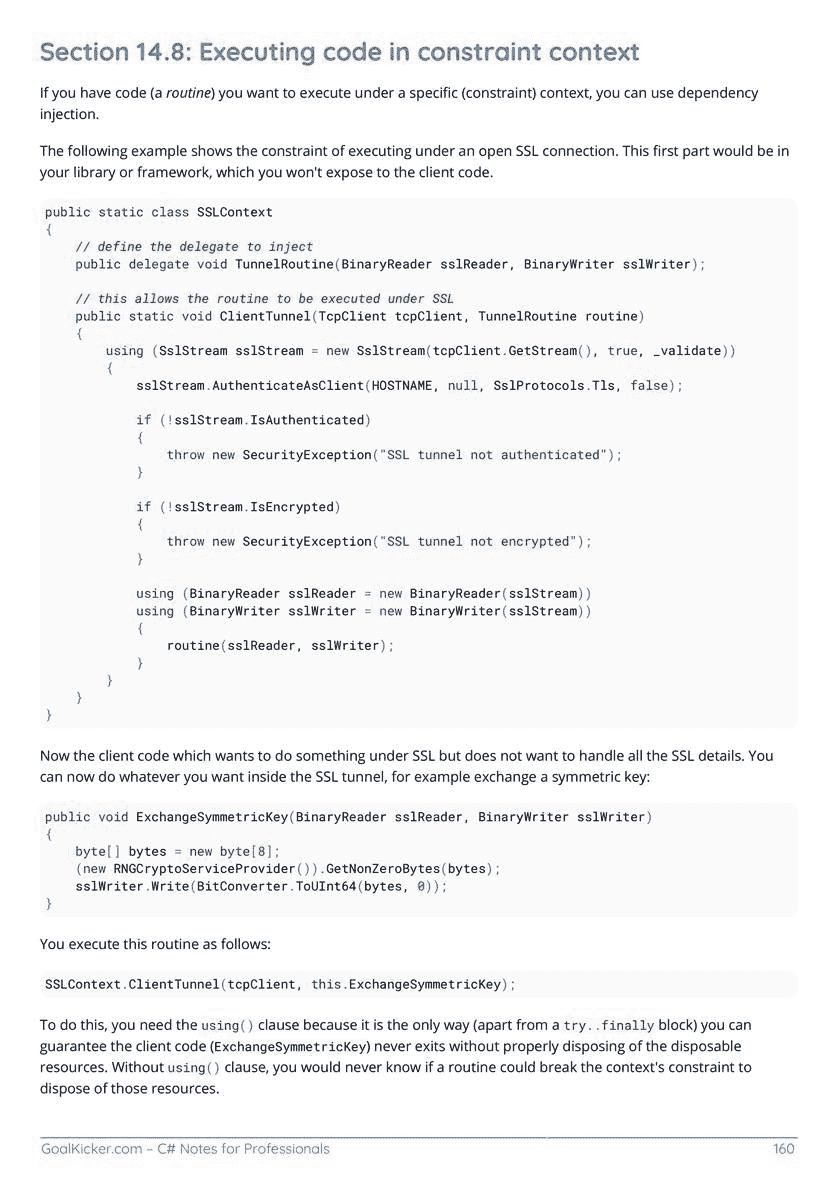 Section 14.8: Executing code in constraint context
If you have code (a routine) you want to execute under a specific (constraint) context, you can use dependency
injection.
The following example shows the constraint of executing under an open SSL connection. This first part would be in
your library or framework, which you won't expose to the client code.
public static class SSLContext
{
    // define the delegate to inject
    public delegate void TunnelRoutine(BinaryReader sslReader, BinaryWriter sslWriter);
    // this allows the routine to be executed under SSL
    public static void ClientTunnel(TcpClient tcpClient, TunnelRoutine routine)
    {
        using (SslStream sslStream = new SslStream(tcpClient.GetStream(), true, _validate))
        {
            sslStream.AuthenticateAsClient(HOSTNAME, null, SslProtocols.Tls, false);
            if (!sslStream.IsAuthenticated)
            {
                throw new SecurityException("SSL tunnel not authenticated");
            }
            if (!sslStream.IsEncrypted)
            {
                throw new SecurityException("SSL tunnel not encrypted");
            }
            using (BinaryReader sslReader = new BinaryReader(sslStream))
            using (BinaryWriter sslWriter = new BinaryWriter(sslStream))
            {
                routine(sslReader, sslWriter);
            }
        }
    }
}
Now the client code which wants to do something under SSL but does not want to handle all the SSL details. You
can now do whatever you want inside the SSL tunnel, for example exchange a symmetric key:
public void ExchangeSymmetricKey(BinaryReader sslReader, BinaryWriter sslWriter)
{
    byte[] bytes = new byte[8];
    (new RNGCryptoServiceProvider()).GetNonZeroBytes(bytes);
    sslWriter.Write(BitConverter.ToUInt64(bytes, 0));
}
You execute this routine as follows:
SSLContext.ClientTunnel(tcpClient, this.ExchangeSymmetricKey);
To do this, you need the using() clause because it is the only way (apart from a try..finally block) you can
guarantee the client code (ExchangeSymmetricKey) never exits without properly disposing of the disposable
resources. Without using() clause, you would never know if a routine could break the context's constraint to
dispose of those resources.
GoalKicker.com – C# Notes for Professionals 160